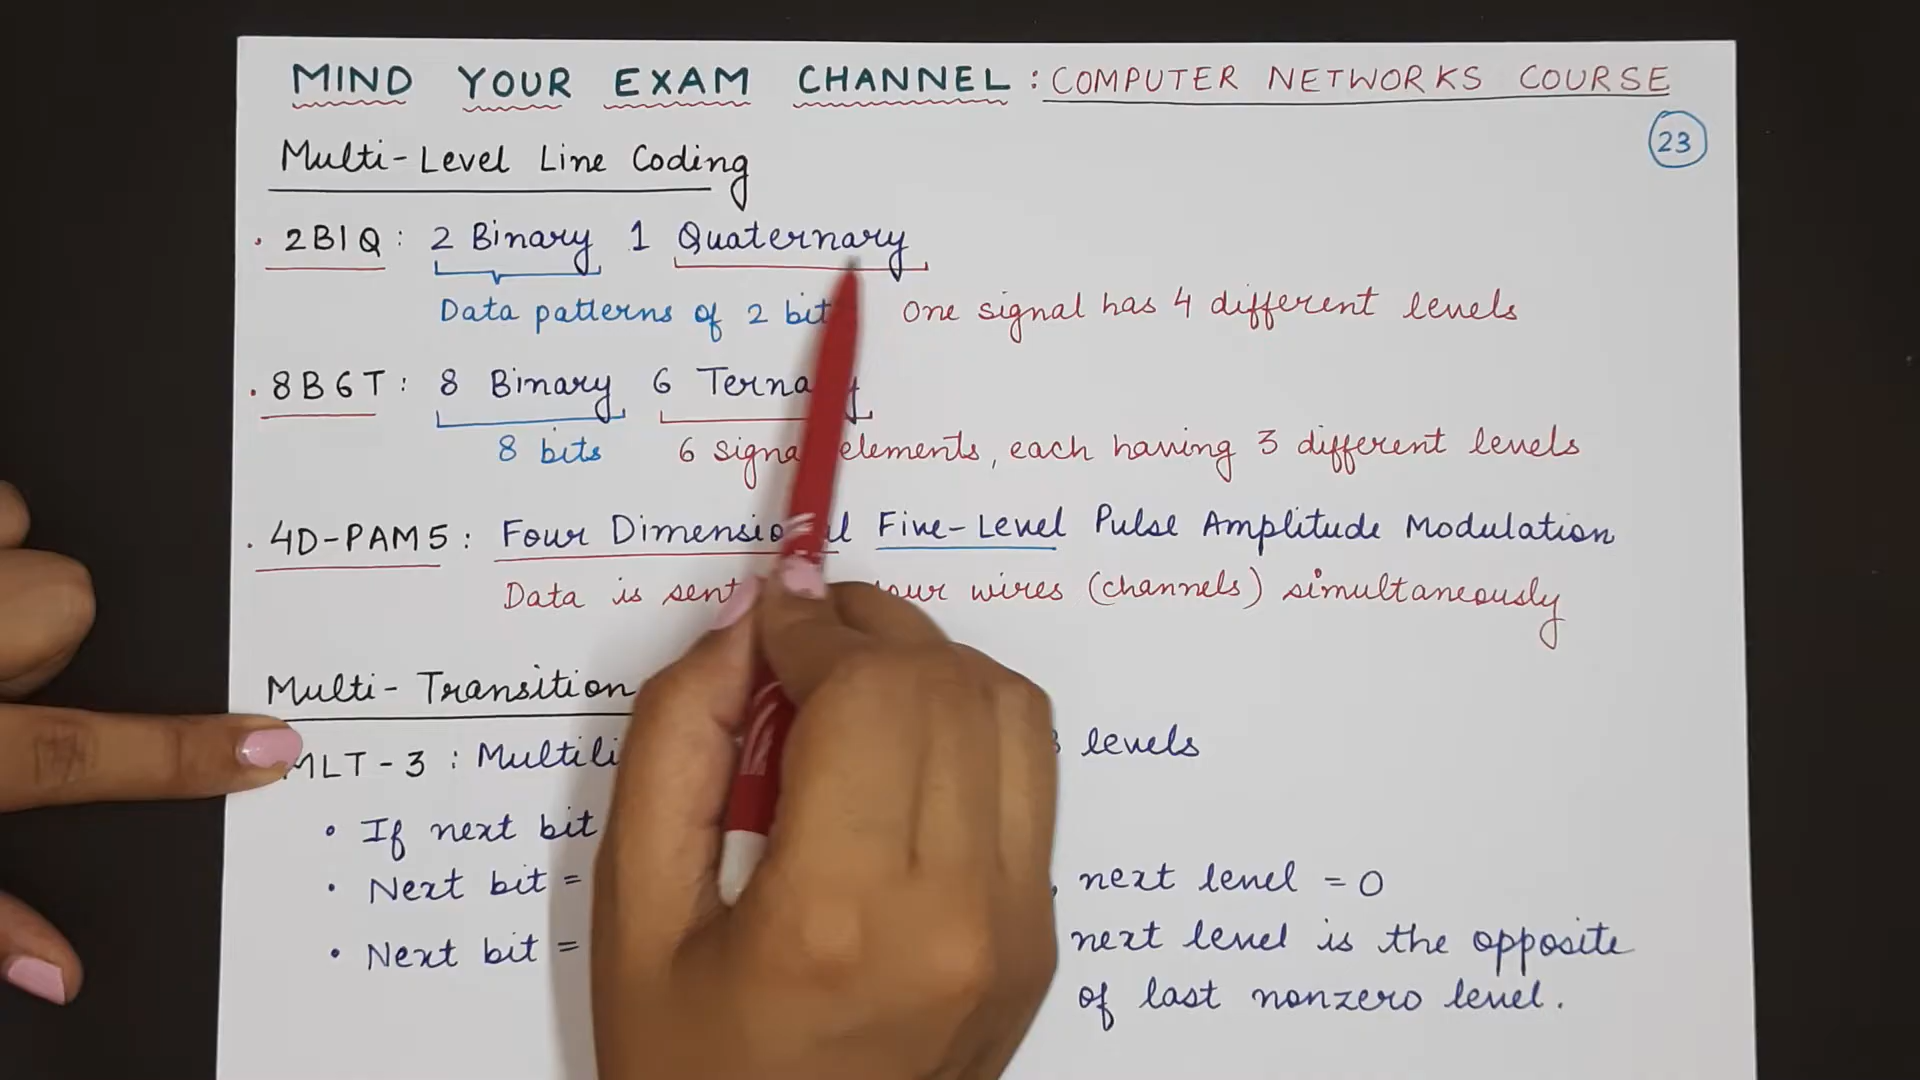 MIND YOUR EXAM CHANNEL : COMPUTER NETWORKS COURSE
23
Multi-Level Line Coding
• 2B1Q : 2 Binary 1 Quaternary
Data patterns of 2 bit One signal has 4 different levels
• 8B6T : 8 Binary 6 Ternary
8 bits 6 signal elements, each having 3 different levels
• 4D-PAM5 : Four Dimensional Five-Level Pulse Amplitude Modulation
Data is sent four wires (channels) simultaneously
Multi-Transition
MLT-3 : levels
• If next bit
• Next bit = , next level = 0
• Next bit = next level is the opposite
of last nonzero level.